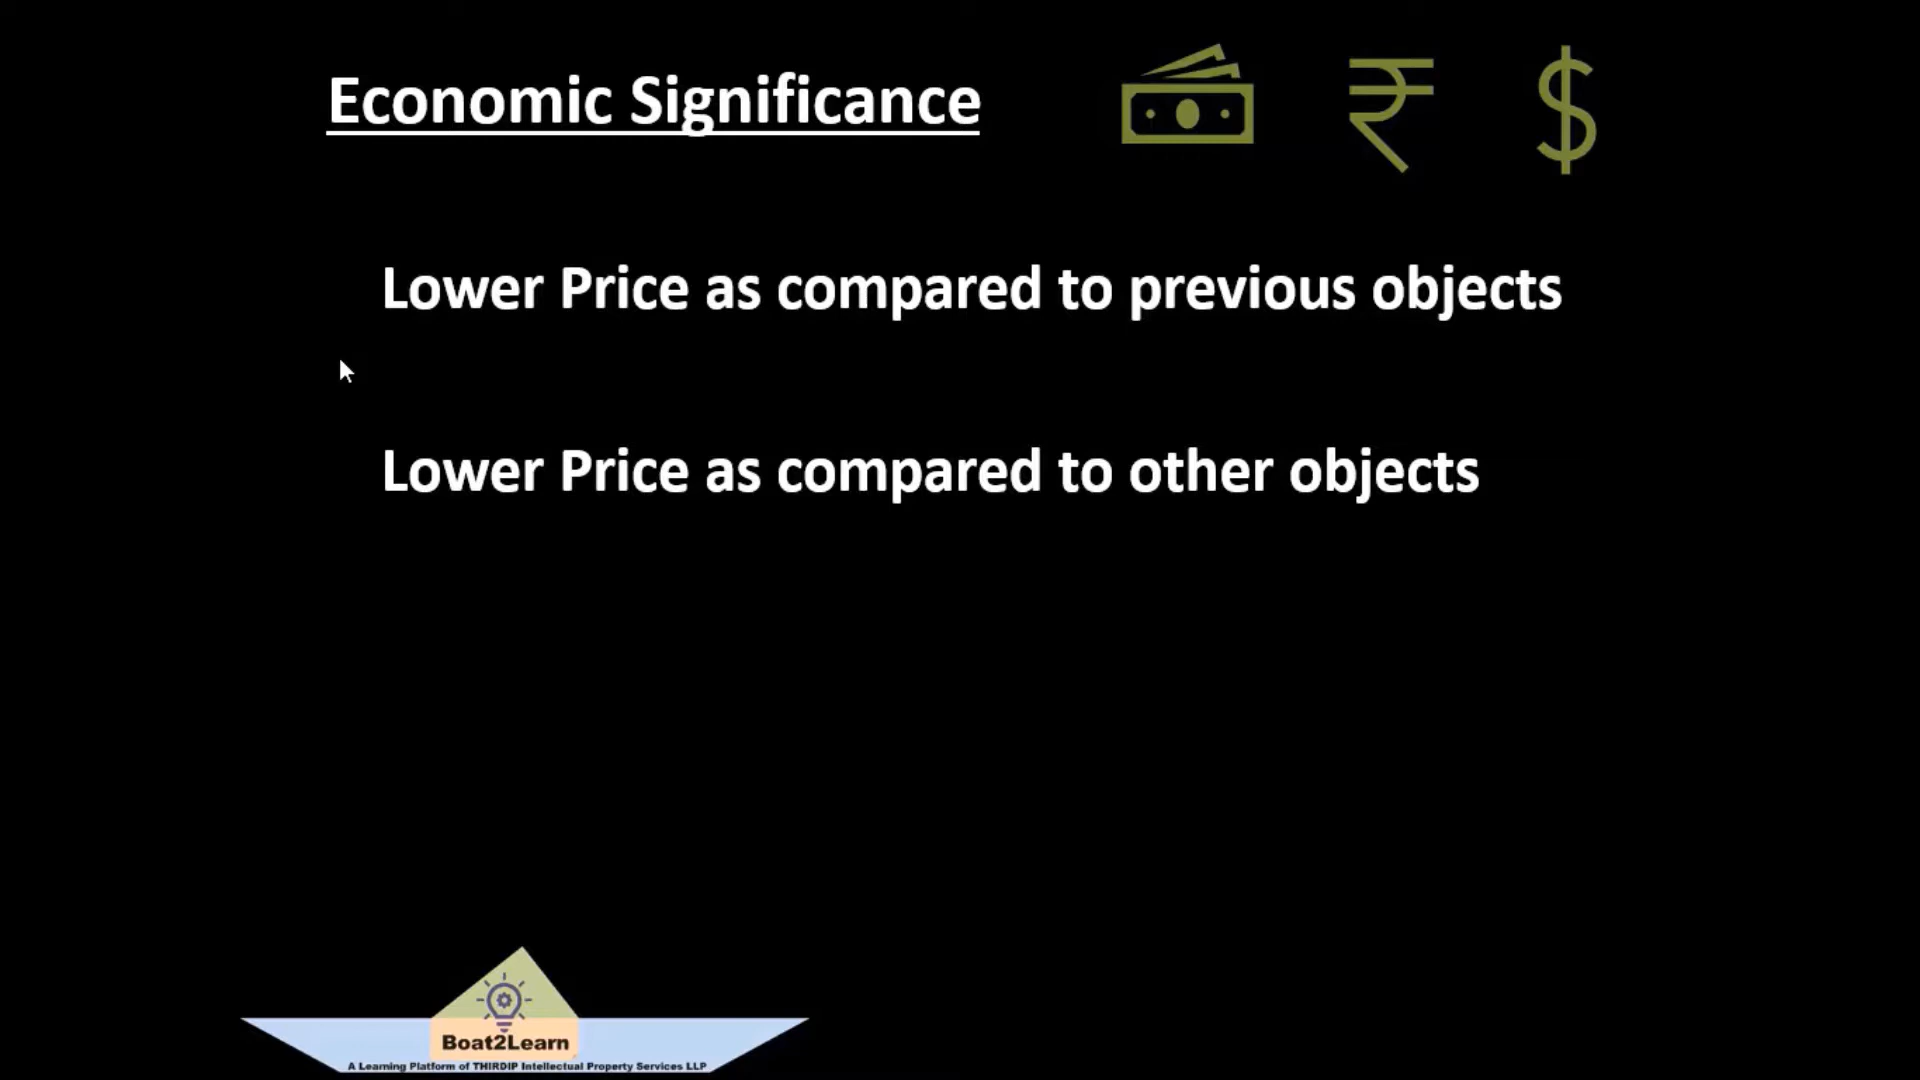 Economic Significance
₹ $
Lower Price as compared to previous objects
Lower Price as compared to other objects
Boat2Learn
A Learning Platform of THIRDIP Intellectual Property Services LLP